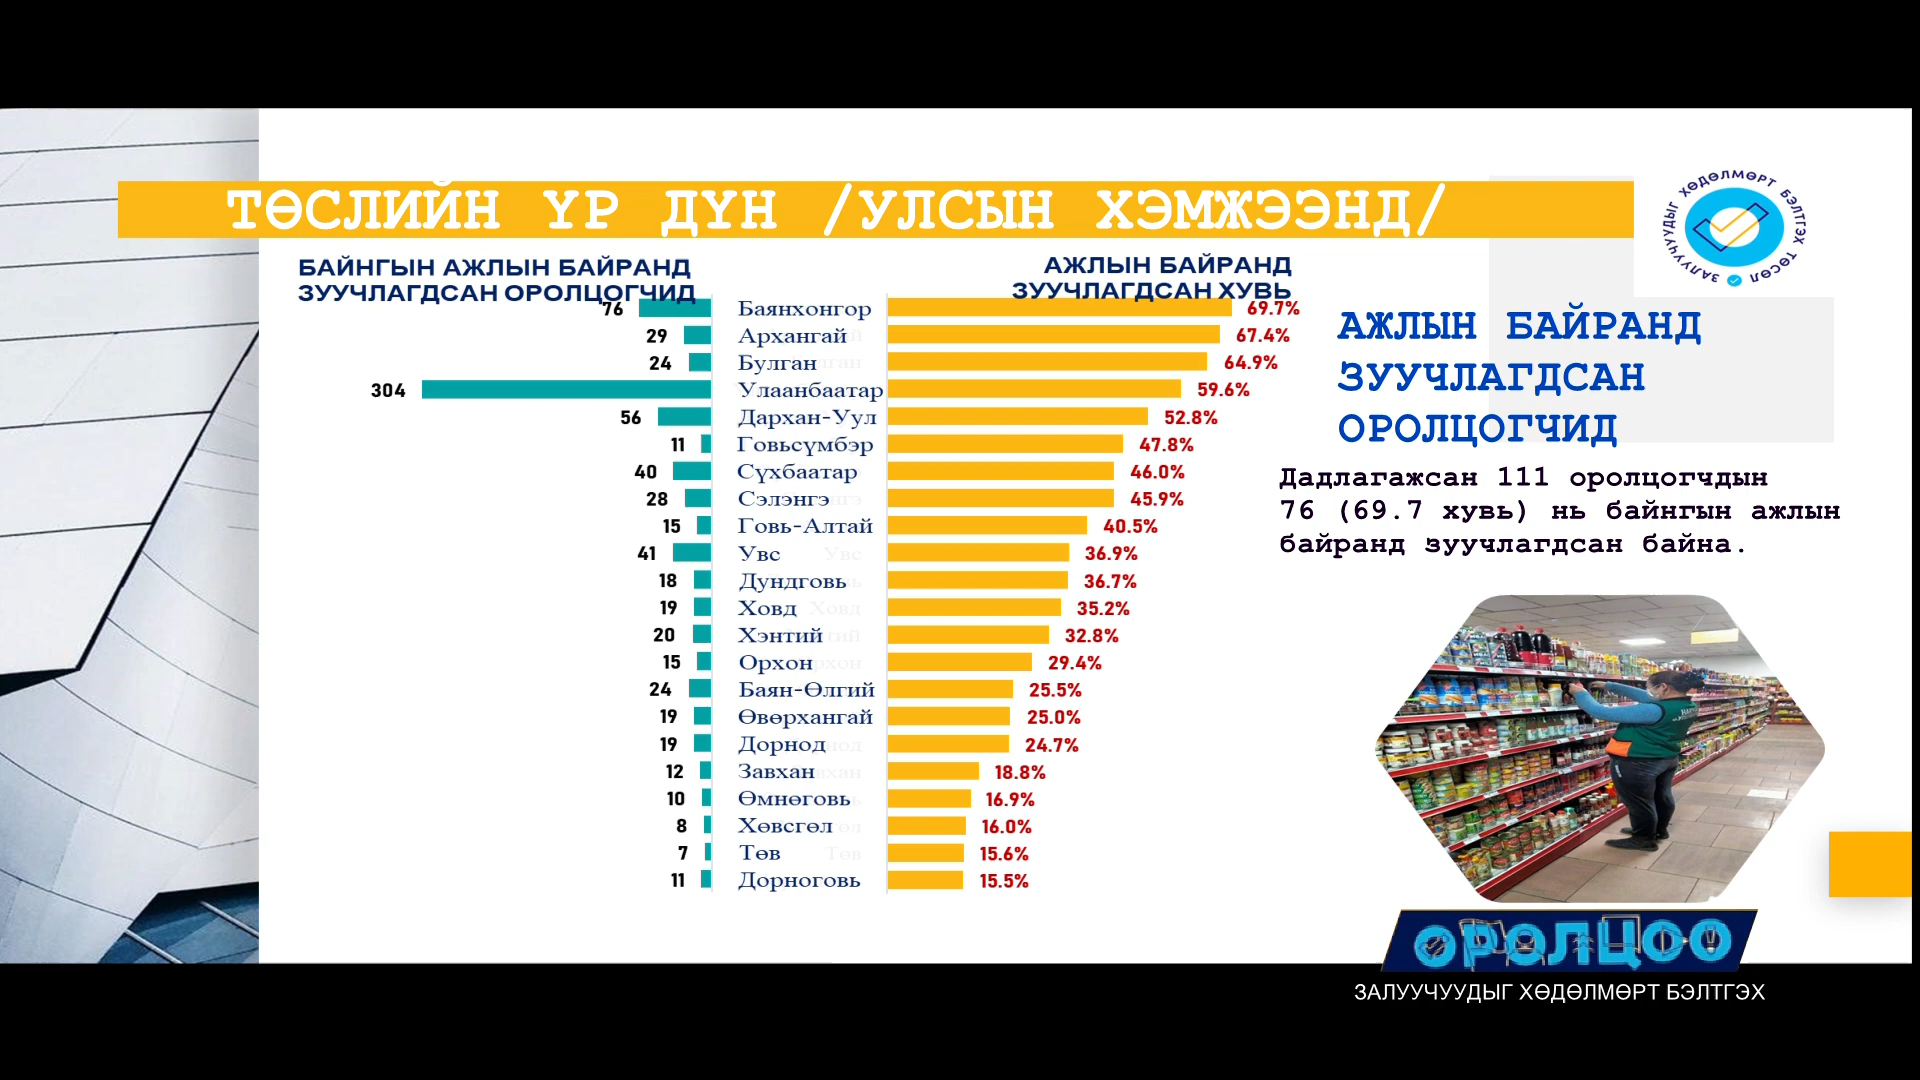 ТӨСЛИЙН ҮР ДҮН /УЛСЫН ХЭМЖЭЭНД/
ЗАЛУУЧУУДЫГ ХӨДӨЛМӨРТ БЭЛТГЭХ ТӨСӨЛ
БАЙНГЫН АЖЛЫН БАЙРАНД
ЗУУЧЛАГДСАН ОРОЛЦОГЧИД
АЖЛЫН БАЙРАНД
ЗУУЧЛАГДСАН ХУВЬ
76 Баянхонгор 69.7%
29 Архангай 67.4%
24 Булган 64.9%
304 Улаанбаатар 59.6%
56 Дархан-Уул 52.8%
11 Говьсүмбэр 47.8%
40 Сүхбаатар 46.0%
28 Сэлэнгэ 45.9%
15 Говь-Алтай 40.5%
41 Увс 36.9%
18 Дундговь 36.7%
19 Ховд 35.2%
20 Хэнтий 32.8%
15 Орхон 29.4%
24 Баян-Өлгий 25.5%
19 Өвөрхангай 25.0%
19 Дорнод 24.7%
12 Завхан 18.8%
10 Өмнөговь 16.9%
8 Хөвсгөл 16.0%
7 Төв 15.6%
11 Дорноговь 15.5%
АЖЛЫН БАЙРАНД
ЗУУЧЛАГДСАН
ОРОЛЦОГЧИД
Дадлагажсан 111 оролцогчдын
76 (69.7 хувь) нь байнгын ажлын
байранд зуучлагдсан байна.
ОРОЛЦОО
ЗАЛУУЧУУДЫГ ХӨДӨЛМӨРТ БЭЛТГЭХ